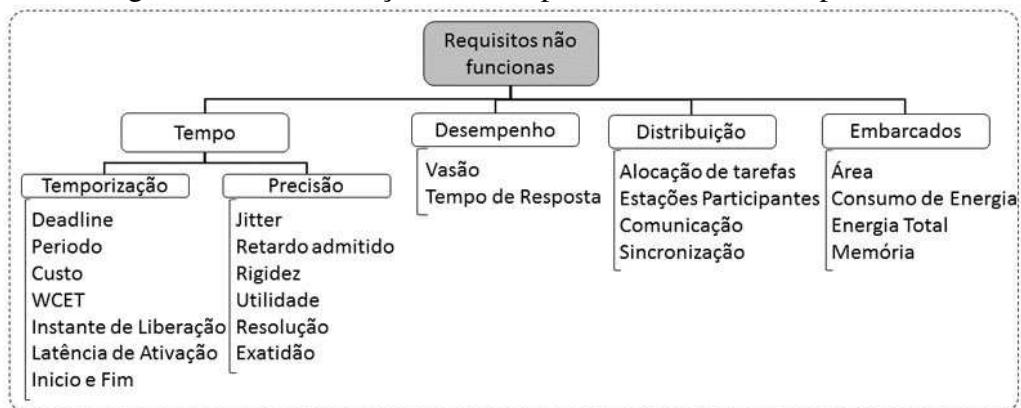 Requisitos não
funcionas
Tempo
Desempenho
Distribuição
Embarcados
Temporização
Precisão
Deadline
Periodo
Custo
WCET
Instante de Liberação
Latência de Ativação
Inicio e Fim
Jitter
Retardo admitido
Rigidez
Utilidade
Resolução
Exatidão
Vasão
Tempo de Resposta
Alocação de tarefas
Estações Participantes
Comunicação
Sincronização
Área
Consumo de Energia
Energia Total
Memória